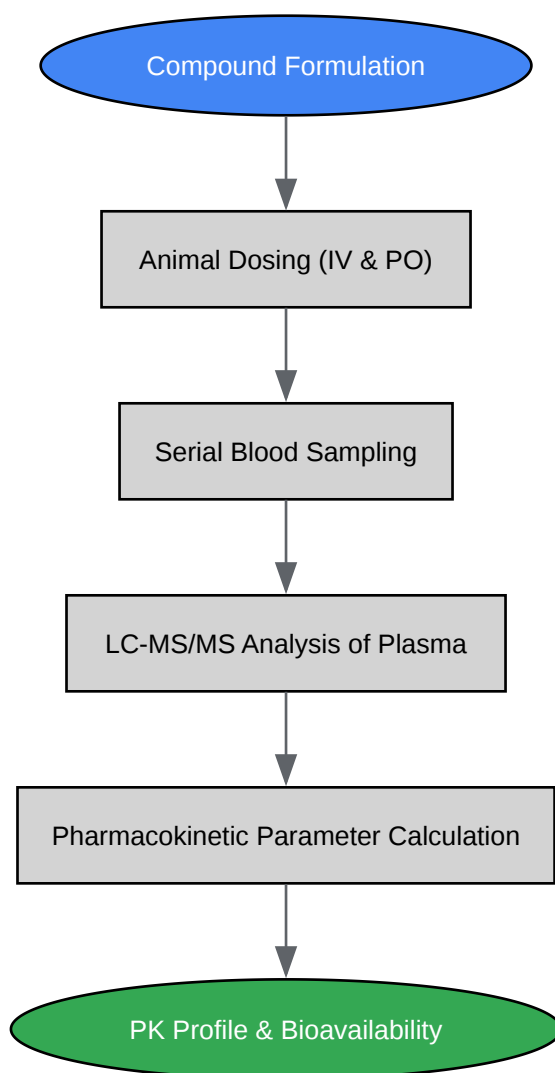 Compound Formulation
Animal Dosing (IV & PO)
Serial Blood Sampling
LC-MS/MS Analysis of Plasma
Pharmacokinetic Parameter Calculation
PK Profile & Bioavailability